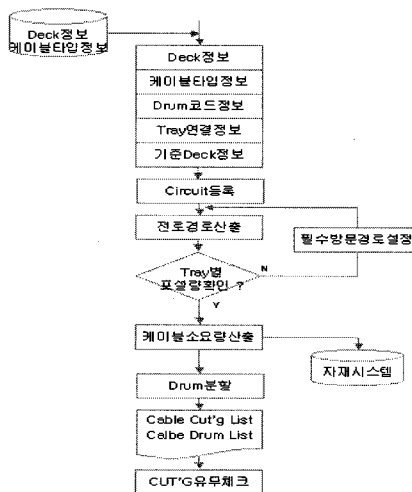 Deck정보
케이블타입정보
Deck정보
케이블타입정보
Drum코드정보
Tray연결정보
기준Deck정보
Circuit등록
전로경로산출
필수방문경로설정
Tray별
포설량확인 ?
N
Y
케이블소요량산출
자재시스템
Drum분할
Cable Cut'g List
Calbe Drum List
CUT'G유무체크